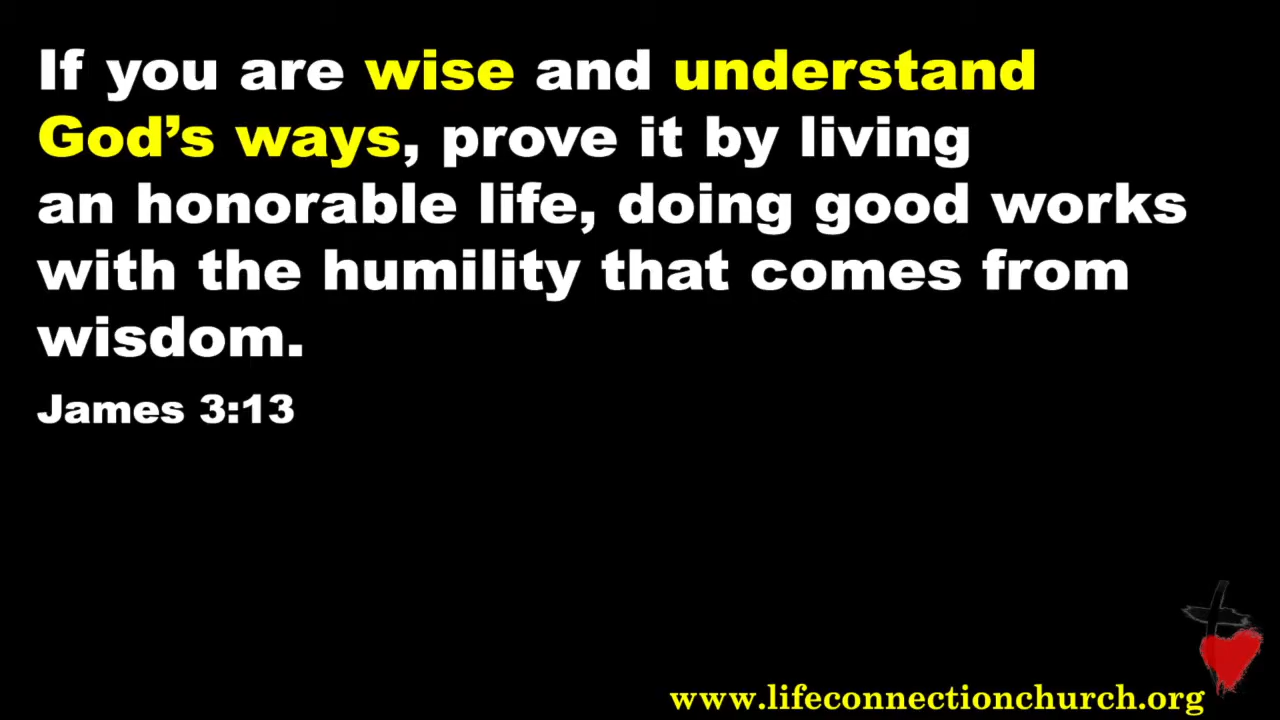 If you are wise and understand
God’s ways, prove it by living
an honorable life, doing good works
with the humility that comes from
wisdom.
James 3:13
www.lifeconnectionchurch.org